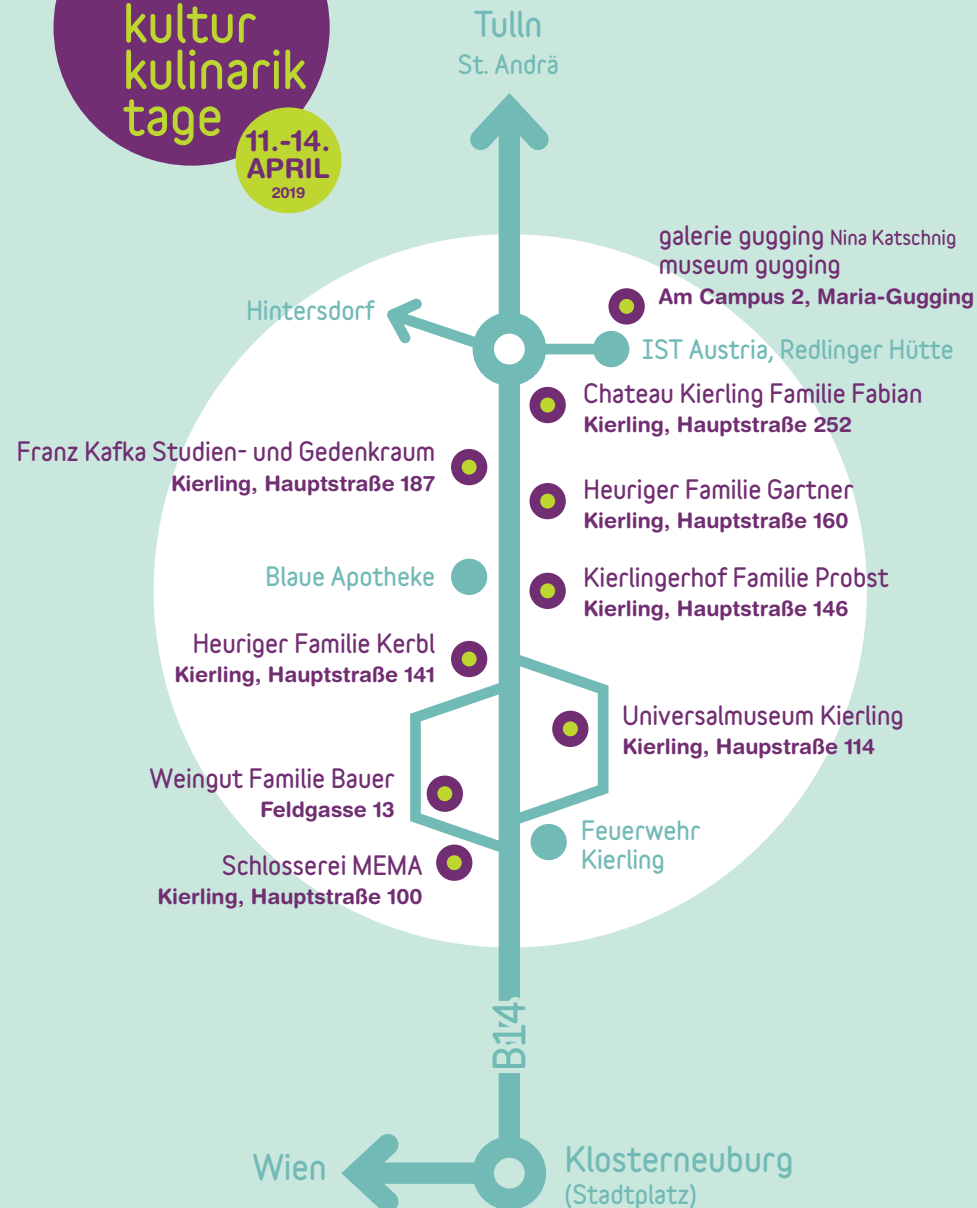 kultur
kulinarik
tage
11.-14.
APRIL
2019
Tulln
St. Andrä
galerie gugging Nina Katschnig
museum gugging
Am Campus 2, Maria-Gugging
Hintersdorf
IST Austria, Redlinger Hütte
Chateau Kierling Familie Fabian
Kierling, Hauptstraße 252
Franz Kafka Studien- und Gedenkraum
Kierling, Hauptstraße 187
Heuriger Familie Gartner
Kierling, Hauptstraße 160
Blaue Apotheke
Kierlingerhof Familie Probst
Kierling, Hauptstraße 146
Heuriger Familie Kerbl
Kierling, Hauptstraße 141
Universalmuseum Kierling
Kierling, Haupstraße 114
Weingut Familie Bauer
Feldgasse 13
Feuerwehr
Kierling
Schlosserei MEMA
Kierling, Hauptstraße 100
B14
Wien
Klosterneuburg
(Stadtplatz)